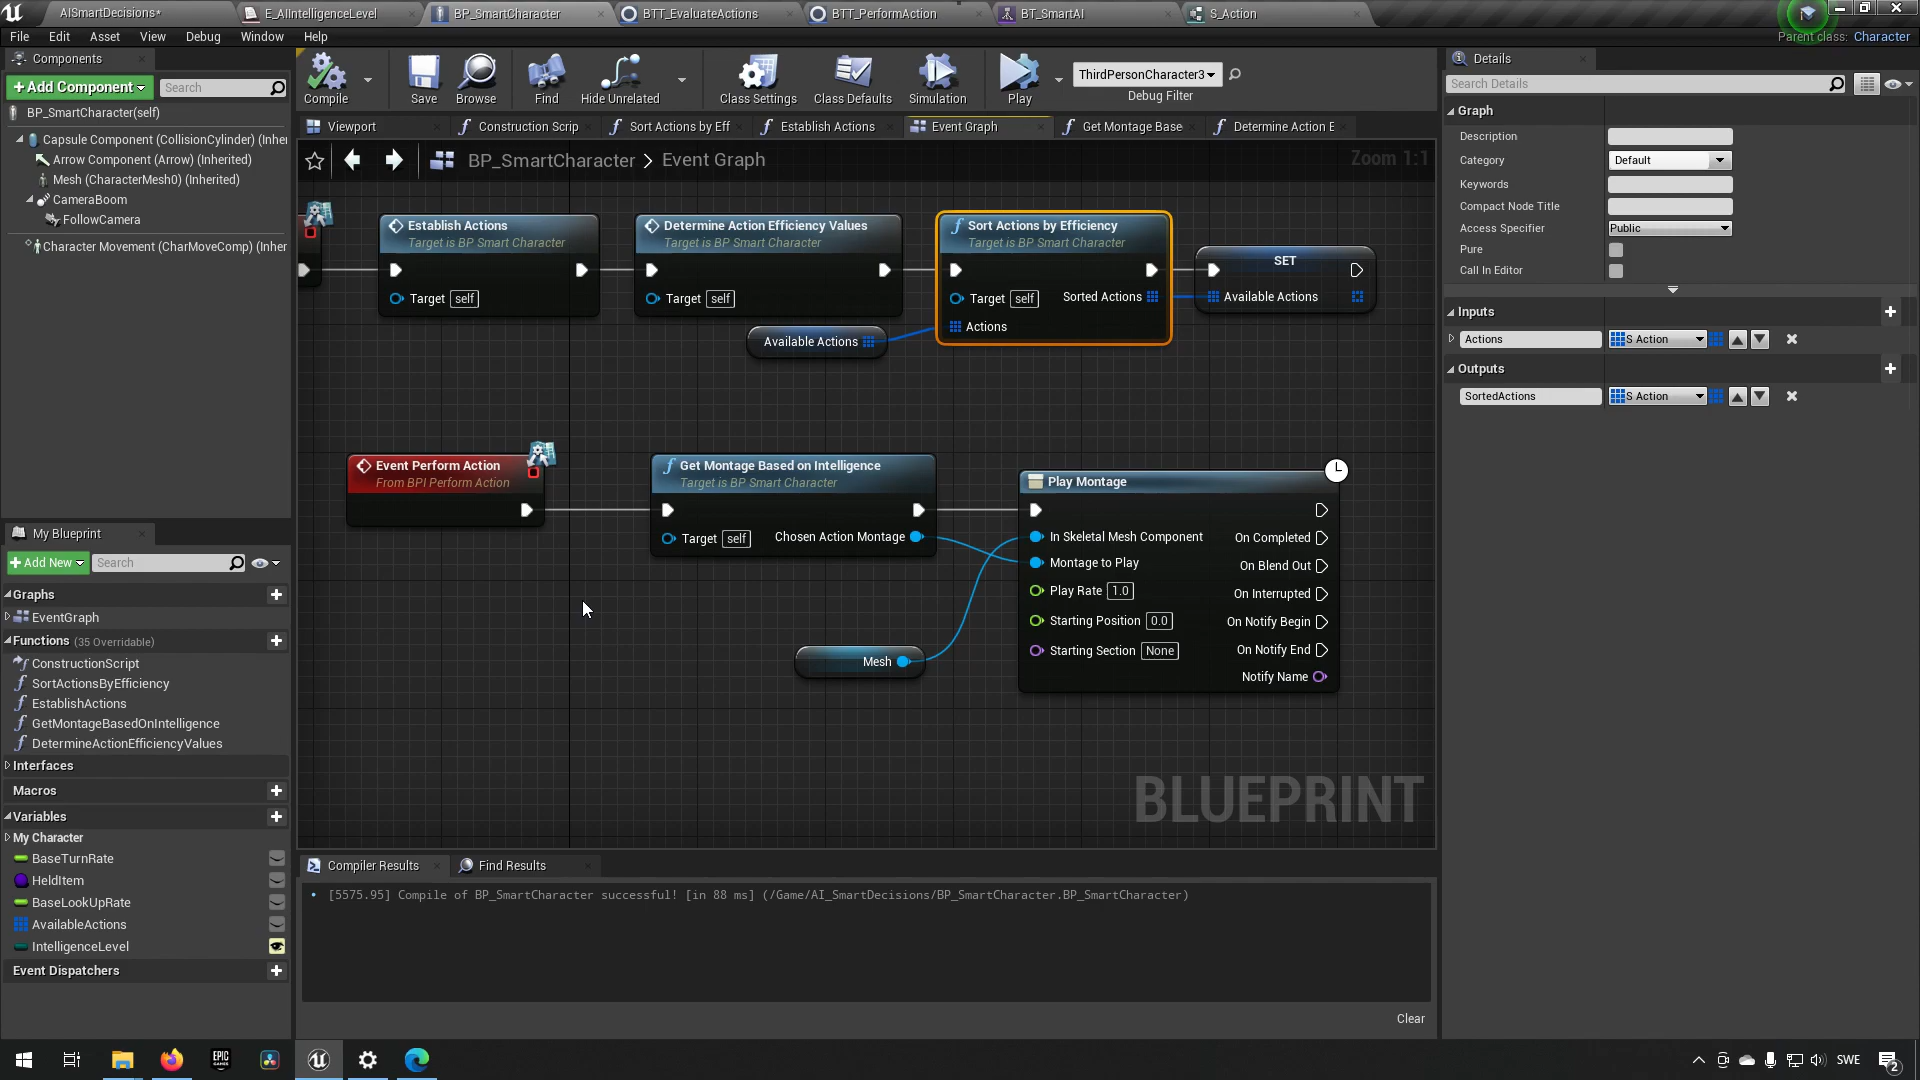 AISmartDecisions*
E_AIIntelligenceLevel
BP_SmartCharacter
BTT_EvaluateActions
BTT_PerformAction
BT_SmartAI
S_Action
File Edit Asset View Debug Window Help
Parent class: Character
Components
+Add Component
Search
BP_SmartCharacter(self)
Capsule Component (CollisionCylinder) (Inher
Arrow Component (Arrow) (Inherited)
Mesh (CharacterMesh0) (Inherited)
CameraBoom
FollowCamera
Character Movement (CharMoveComp) (Inher
Compile
Save
Browse
Find
Hide Unrelated
Class Settings
Class Defaults
Simulation
Play
ThirdPersonCharacter3
Debug Filter
Viewport
Construction Scrip
Sort Actions by Eff
Establish Actions
Event Graph
Get Montage Base
Determine Action E
BP_SmartCharacter > Event Graph
Zoom 1:1
Establish Actions
Target is BP Smart Character
Target self
Determine Action Efficiency Values
Target is BP Smart Character
Target self
Available Actions
Sort Actions by Efficiency
Target is BP Smart Character
Target self
Sorted Actions
Actions
SET
Available Actions
Event Perform Action
From BPI Perform Action
Get Montage Based on Intelligence
Target is BP Smart Character
Target self
Chosen Action Montage
Mesh
Play Montage
In Skeletal Mesh Component
On Completed
Montage to Play
On Blend Out
Play Rate 1.0
On Interrupted
Starting Position 0.0
On Notify Begin
Starting Section None
On Notify End
Notify Name
BLUEPRINT
My Blueprint
+Add New
Search
Graphs
EventGraph
Functions (35 Overridable)
ConstructionScript
SortActionsByEfficiency
EstablishActions
GetMontageBasedOnIntelligence
DetermineActionEfficiencyValues
Interfaces
Macros
Variables
My Character
BaseTurnRate
HeldItem
BaseLookUpRate
AvailableActions
IntelligenceLevel
Event Dispatchers
Compiler Results
Find Results
[5575.95] Compile of BP_SmartCharacter successful! [in 88 ms] (/Game/AI_SmartDecisions/BP_SmartCharacter.BP_SmartCharacter)
Clear
Details
Search Details
Graph
Description
Category Default
Keywords
Compact Node Title
Access Specifier Public
Pure
Call In Editor
Inputs
Actions S Action
Outputs
SortedActions S Action
EPIC
GAMES
SWE
2